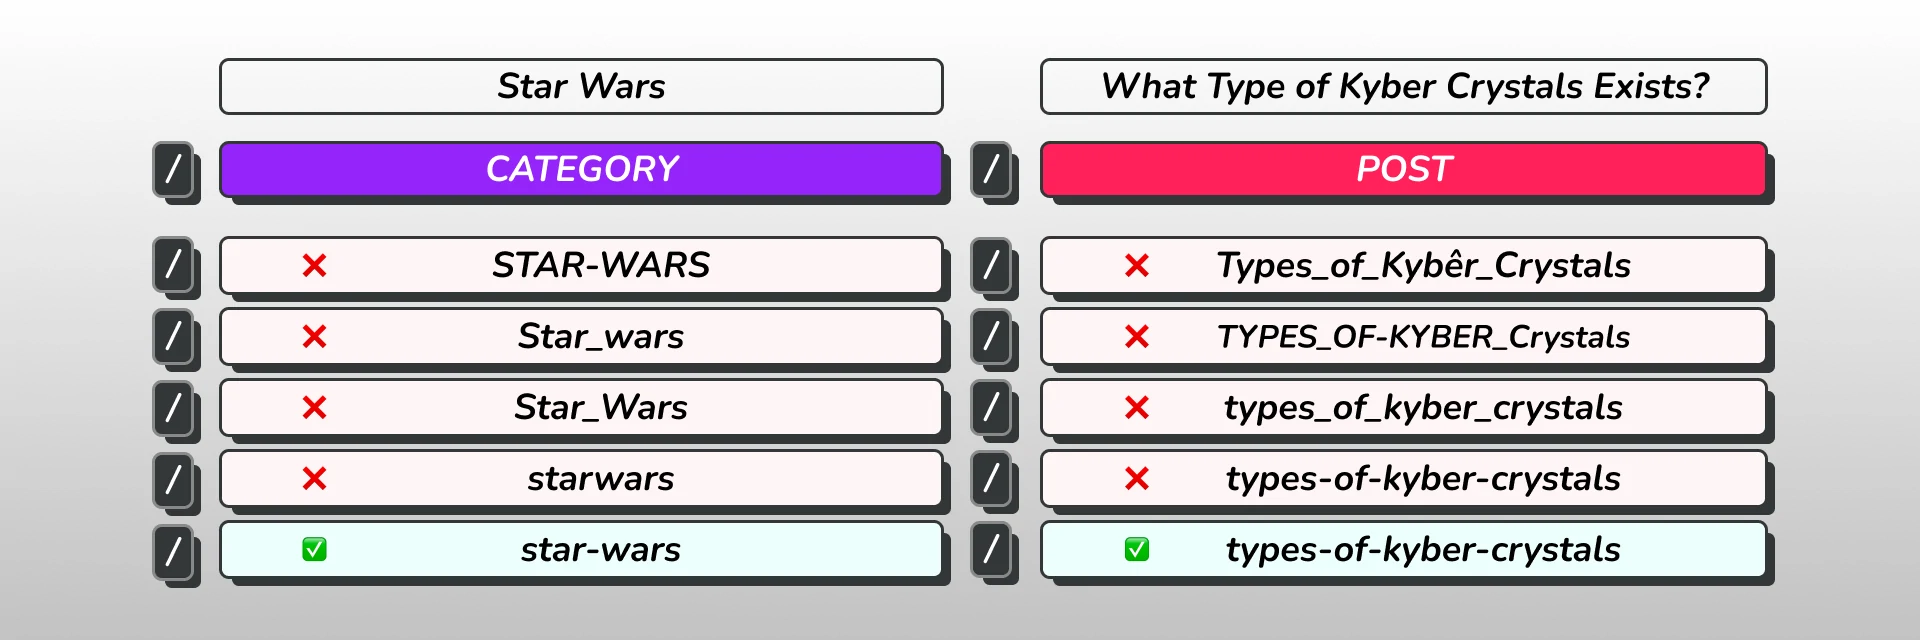 Star Wars What Type of Kyber Crystals Exists?
/ CATEGORY / POST
/ ❌ STAR-WARS / ❌ Types_of_Kybêr_Crystals
/ ❌ Star_wars / ❌ TYPES_OF-KYBER_Crystals
/ ❌ Star_Wars / ❌ types_of_kyber_crystals
/ ❌ starwars / ❌ types-of-kyber-crystals
/ ✅ star-wars / ✅ types-of-kyber-crystals